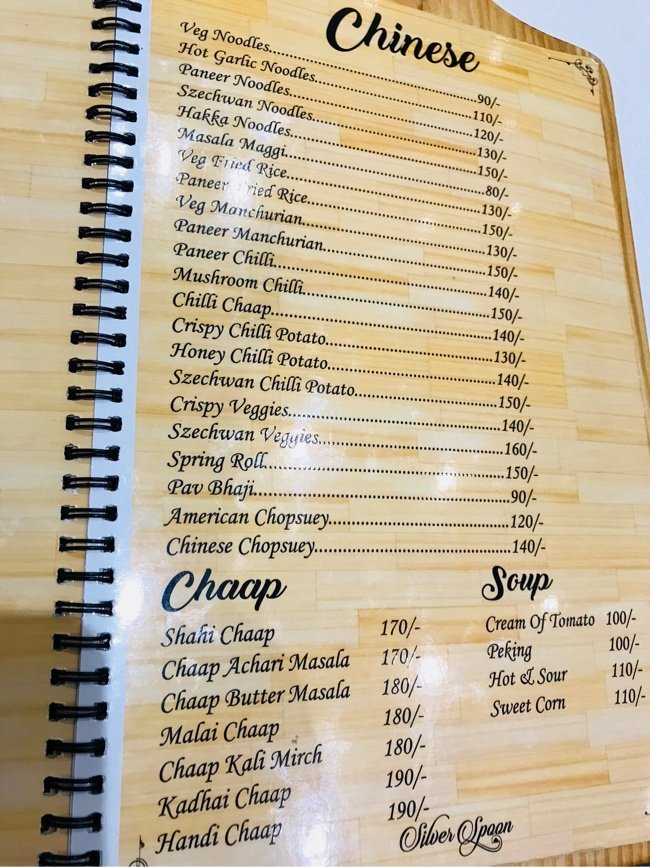 Chinese
Veg Noodles........90/-
Hot Garlic Noodles........110/-
Paneer Noodles........120/-
Szechwan Noodles........130/-
Hakka Noodles........150/-
Masala Maggi........80/-
Veg Fried Rice........130/-
Paneer Fried Rice........150/-
Veg Manchurian........130/-
Paneer Manchurian........150/-
Paneer Chilli........140/-
Mushroom Chilli........150/-
Chilli Chaap........140/-
Crispy Chilli Potato........130/-
Honey Chilli Potato........140/-
Szechwan Chilli Potato........150/-
Crispy Veggies........140/-
Szechwan Veggies........160/-
Spring Roll........150/-
Pav Bhaji........90/-
American Chopsuey........120/-
Chinese Chopsuey........140/-
Chaap
Shahi Chaap 170/-
Chaap Achari Masala 170/-
Chaap Butter Masala 180/-
Malai Chaap 180/-
Chaap Kali Mirch 180/-
Kadhai Chaap 190/-
Handi Chaap 190/-
Soup
Cream Of Tomato 100/-
Peking 100/-
Hot & Sour 110/-
Sweet Corn 110/-
Silver Spoon